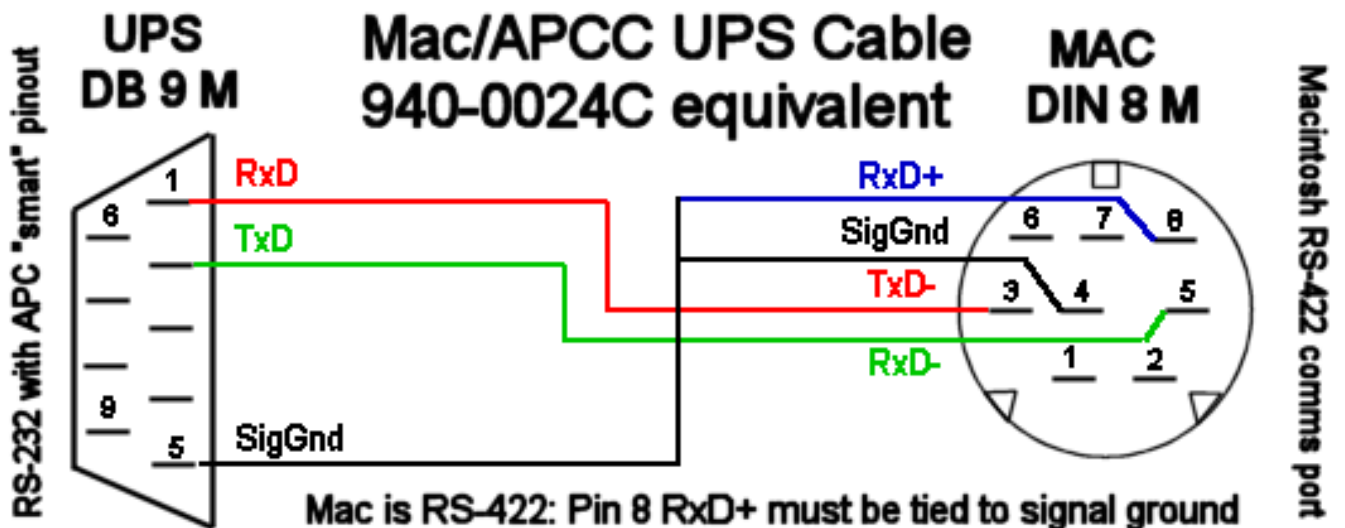 UPS
DB 9 M
Mac/APCC UPS Cable
940-0024C equivalent
MAC
DIN 8 M
RS-232 with APC "smart" pinout
Macintosh RS-422 comms port
1
RxD
6
TxD
9
5
SigGnd
RxD+
SigGnd
TxD-
RxD-
6
7
8
3
4
5
1
2
Mac is RS-422: Pin 8 RxD+ must be tied to signal ground